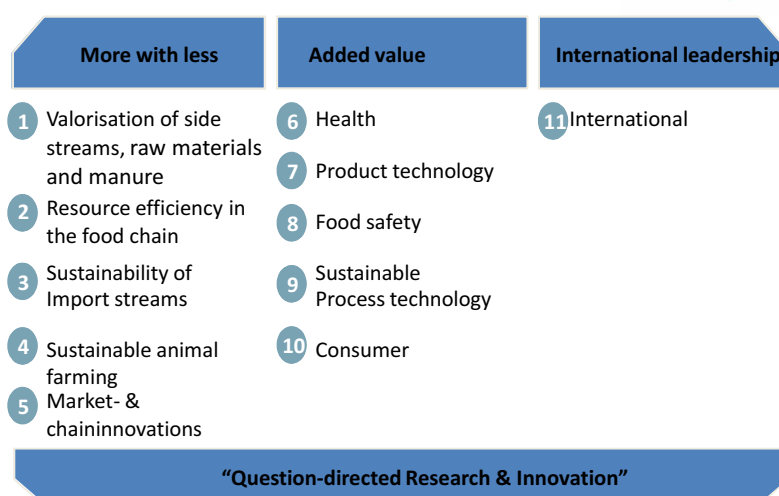 More with less
Added value
International leadership
1 Valorisation of side
streams, raw materials
and manure
2 Resource efficiency in
the food chain
3 Sustainability of
Import streams
4 Sustainable animal
farming
5 Market- &
chaininnovations
6 Health
7 Product technology
8 Food safety
9 Sustainable
Process technology
10 Consumer
11 International
“Question-directed Research & Innovation”